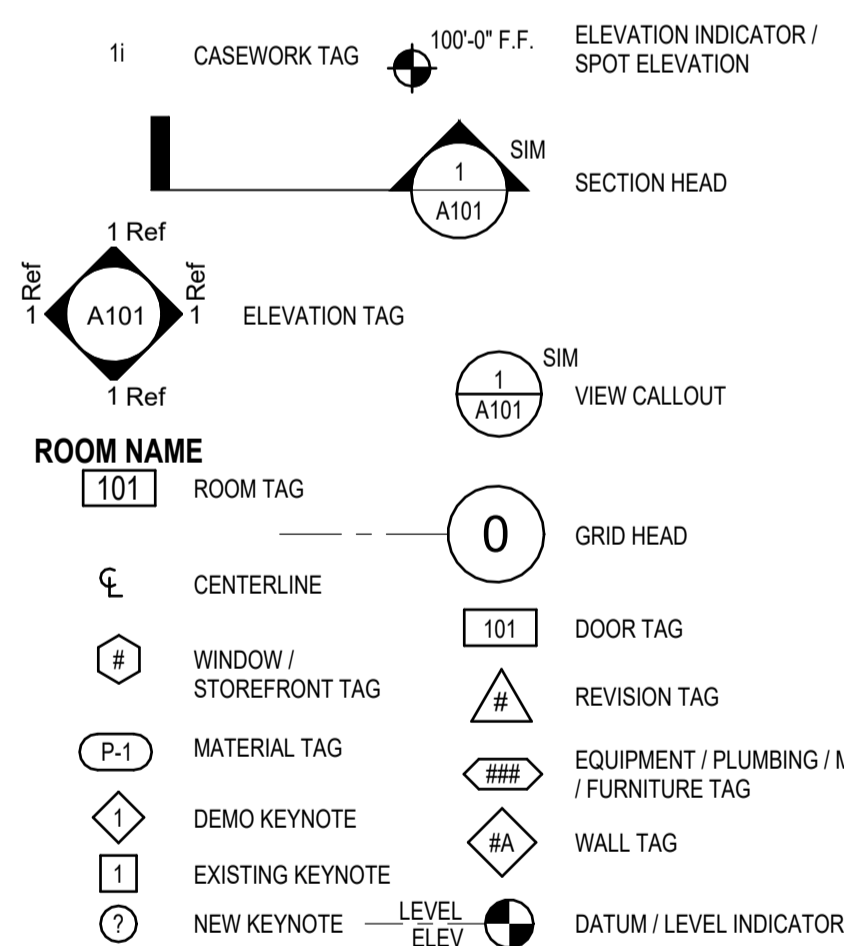 1i
CASEWORK TAG
100'-0" F.F.
ELEVATION INDICATOR /
SPOT ELEVATION
1
A101
SIM
SECTION HEAD
1 Ref
1 Ref
A101
1 Ref
1 Ref
ELEVATION TAG
1
A101
SIM
VIEW CALLOUT
ROOM NAME
101
ROOM TAG
0
GRID HEAD
℄
CENTERLINE
101
DOOR TAG
#
WINDOW /
STOREFRONT TAG
#
REVISION TAG
P-1
MATERIAL TAG
###
EQUIPMENT / PLUMBING /
/ FURNITURE TAG
1
DEMO KEYNOTE
#A
WALL TAG
1
EXISTING KEYNOTE
?
NEW KEYNOTE
LEVEL
ELEV
DATUM / LEVEL INDICATOR